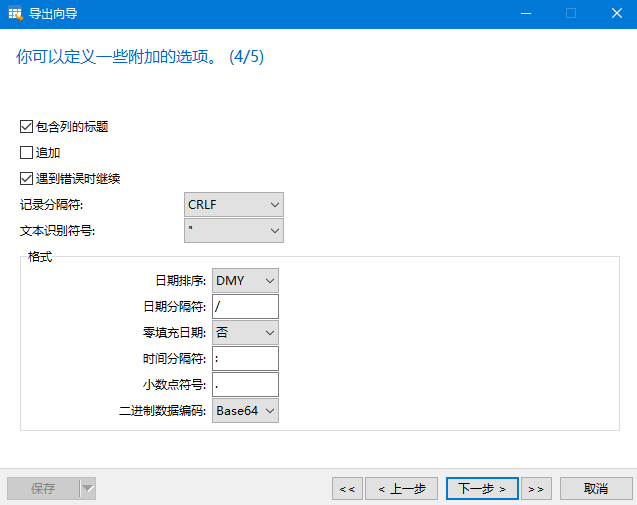 导出向导
你可以定义一些附加的选项。 (4/5)
包含列的标题
追加
遇到错误时继续
记录分隔符: CRLF
文本识别符号: "
格式
日期排序: DMY
日期分隔符: /
零填充日期: 否
时间分隔符: :
小数点符号: .
二进制数据编码: Base64
保存 << < 上一步 下一步 > >> 取消